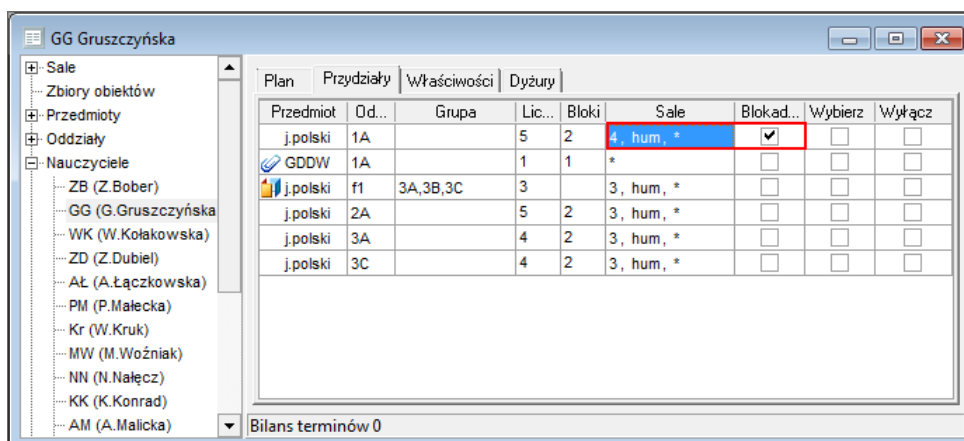 GG Gruszczyńska
Sale
Zbiory obiektów
Przedmioty
Oddziały
Nauczyciele
ZB (Z.Bober)
GG (G.Gruszczyńska
WK (W.Kołakowska)
ZD (Z.Dubiel)
AŁ (A.Łączkowska)
PM (P.Małecka)
Kr (W.Kruk)
MW (M.Woźniak)
NN (N.Nałęcz)
KK (K.Konrad)
AM (A.Malicka)
Plan Przydziały Właściwości Dyżury
Przedmiot Od... Grupa Lic... Bloki Sale Blokad... Wybierz Wyłącz
j.polski 1A 5 2 4, hum, *
GDDW 1A 1 1 *
j.polski f1 3A,3B,3C 3 3, hum, *
j.polski 2A 5 2 3, hum, *
j.polski 3A 4 2 3, hum, *
j.polski 3C 4 2 3, hum, *
Bilans terminów 0